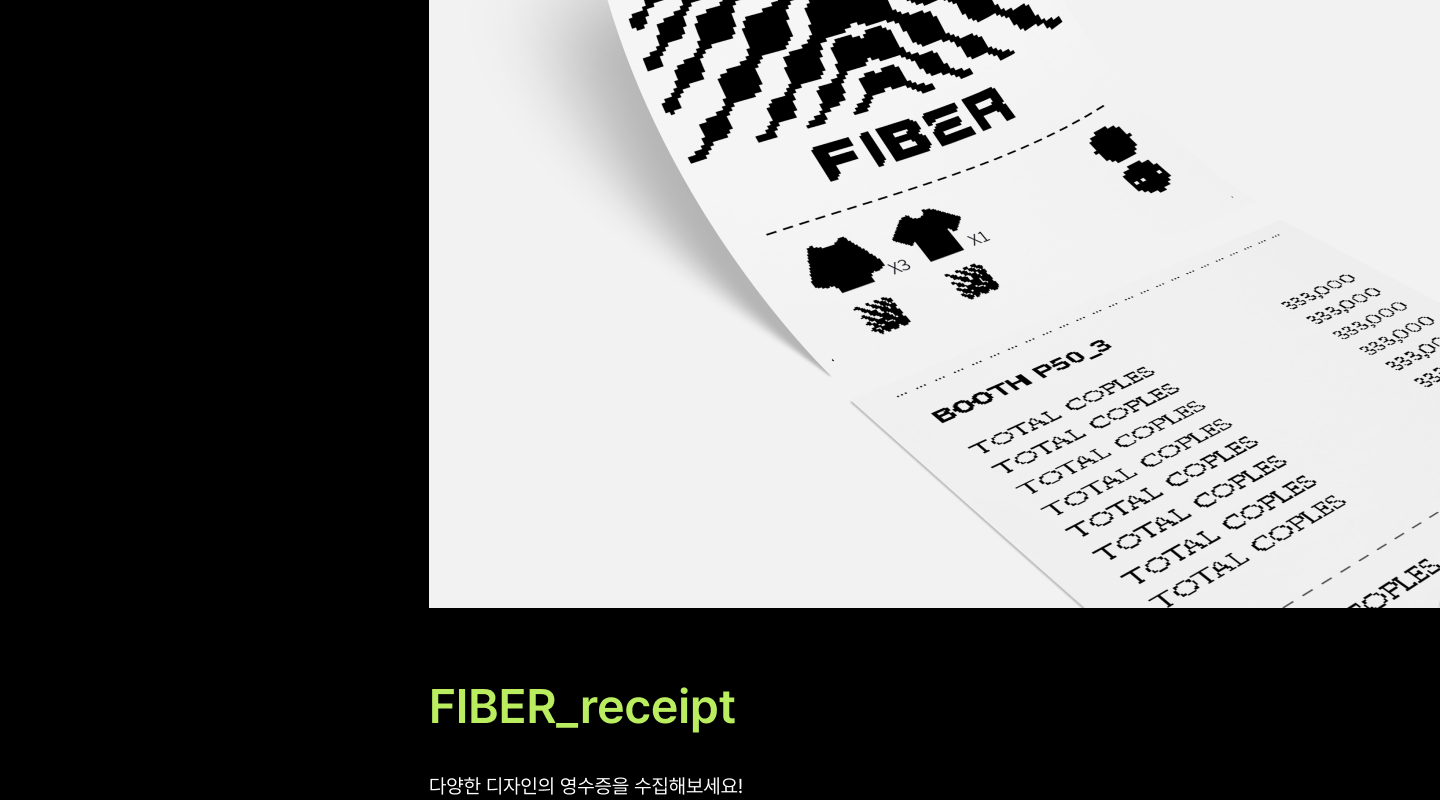 FIBER
X3
X1
BOOTH P50_3
TOTAL COPLES 333,000
TOTAL COPLES 333,000
TOTAL COPLES 333,000
TOTAL COPLES 333,000
TOTAL COPLES
TOTAL COPLES
TOTAL COPLES
TOTAL COPLES
FIBER_receipt
다양한 디자인의 영수증을 수집해보세요!